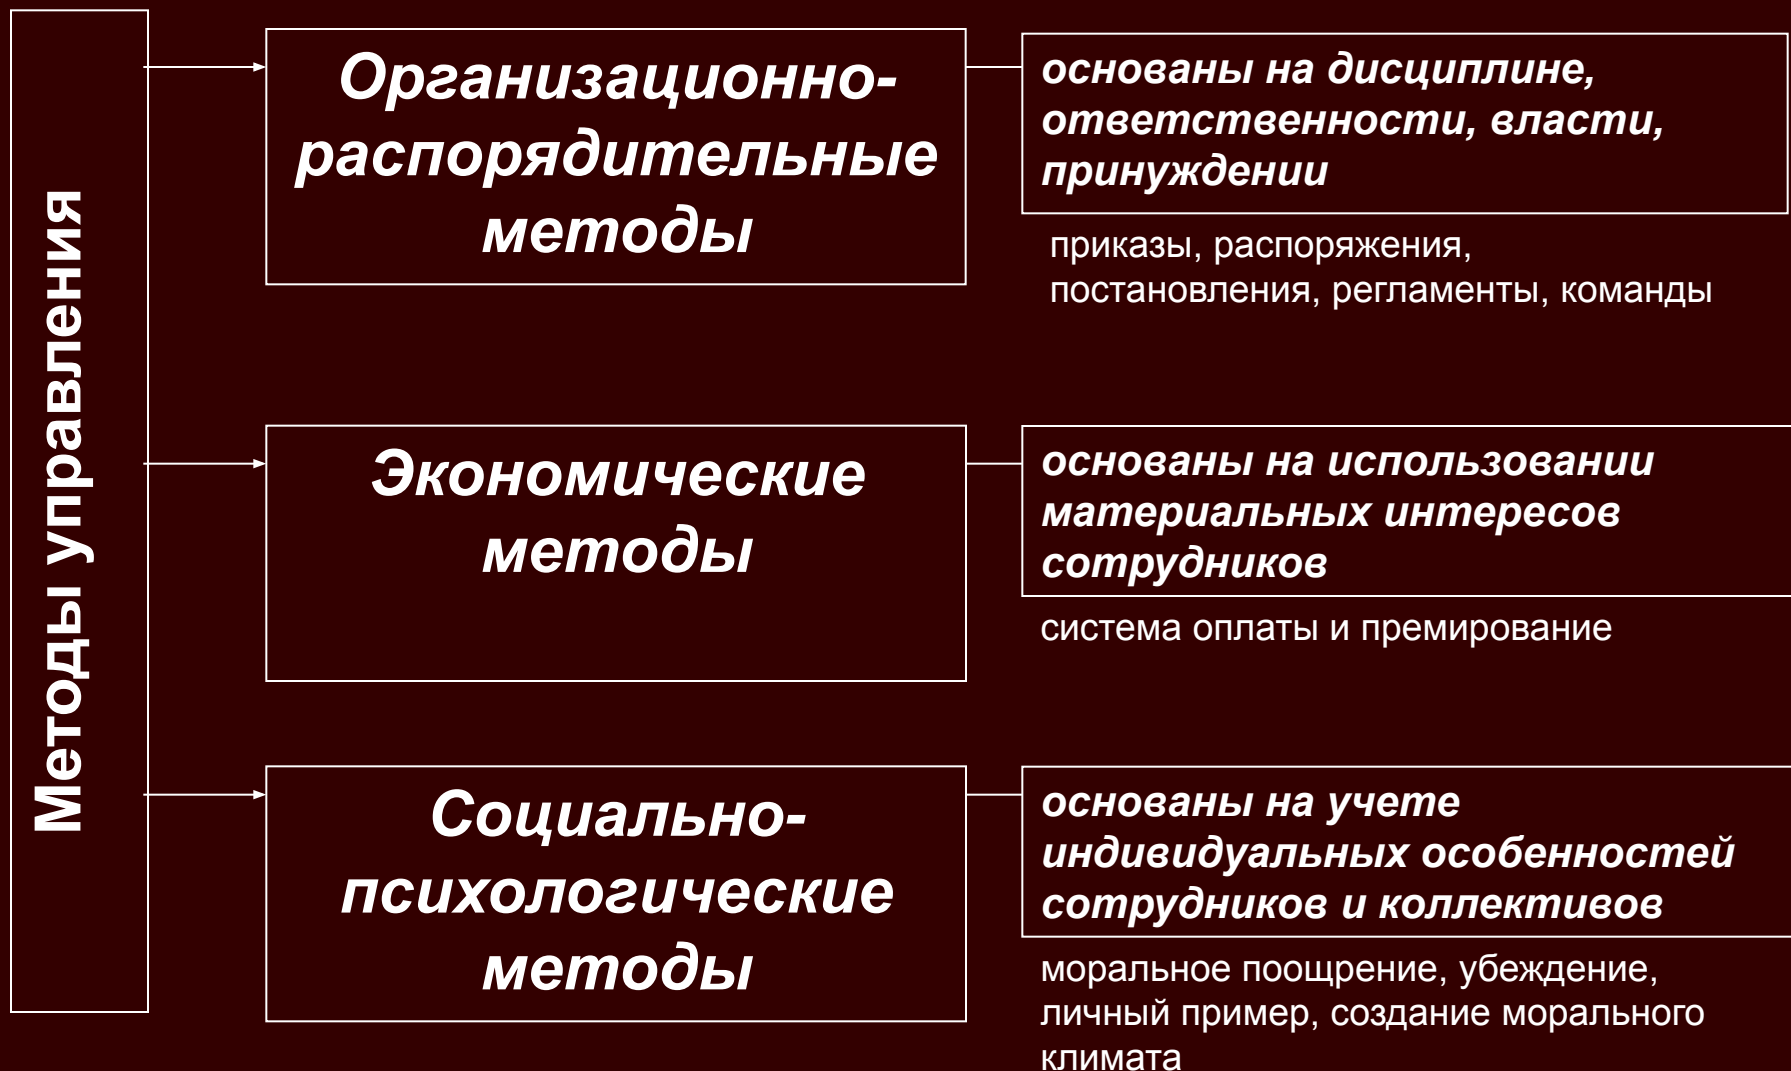 Методы управления
Организационно-
распорядительные
методы
основаны на дисциплине,
ответственности, власти,
принуждении
приказы, распоряжения,
постановления, регламенты, команды
Экономические
методы
основаны на использовании
материальных интересов
сотрудников
система оплаты и премирование
Социально-
психологические
методы
основаны на учете
индивидуальных особенностей
сотрудников и коллективов
моральное поощрение, убеждение,
личный пример, создание морального
климата